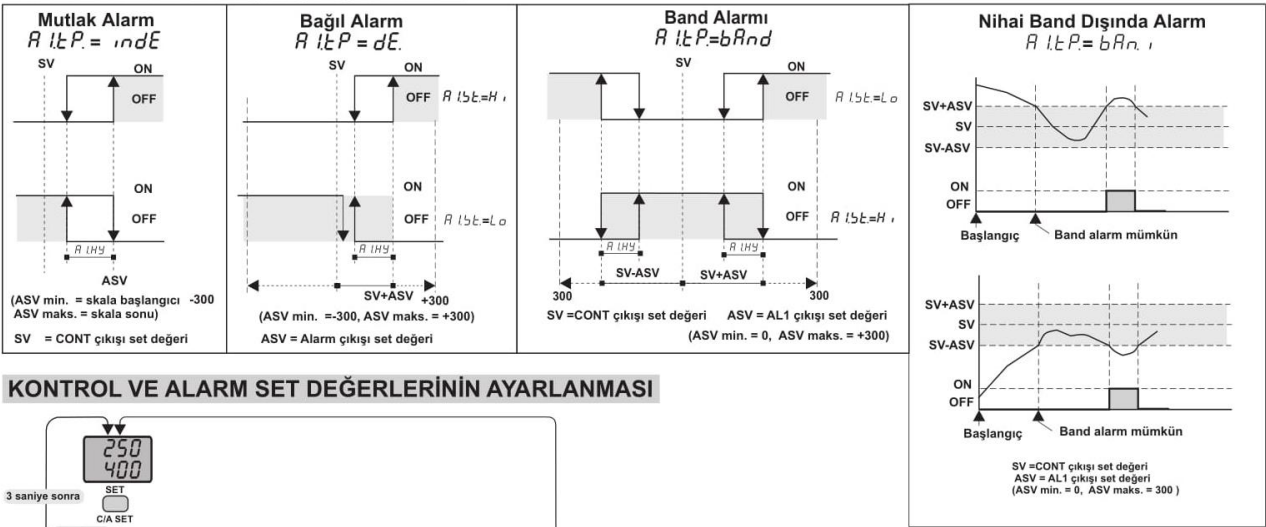 Mutlak Alarm
A1.tP. = indE
SV
ON
OFF
ON
OFF
A1.HY
ASV
(ASV min. = skala başlangıcı -300
ASV maks. = skala sonu)
SV = CONT çıkışı set değeri
Bağıl Alarm
A1.tP. = dE.
SV
ON
OFF A1.St.=Hi
ON
OFF A1.St.=Lo
A1.HY
SV+ASV +300
(ASV min. =-300, ASV maks. = +300)
ASV = Alarm çıkışı set değeri
Band Alarmı
A1.tP.=bAnd
SV
ON
OFF A1.St.=Lo
ON
OFF A1.St.=Hi
A1.HY A1.HY
SV-ASV SV+ASV
300 300
SV =CONT çıkışı set değeri ASV = AL1 çıkışı set değeri
(ASV min. = 0, ASV maks. = +300)
Nihai Band Dışında Alarm
A1.tP.= bAn.i
SV+ASV
SV
SV-ASV
ON
OFF
Başlangıç Band alarm mümkün
SV+ASV
SV
SV-ASV
ON
OFF
Başlangıç Band alarm mümkün
SV =CONT çıkışı set değeri
ASV = AL1 çıkışı set değeri
(ASV min. = 0, ASV maks. = 300 )
KONTROL VE ALARM SET DEĞERLERİNİN AYARLANMASI
250
400
3 saniye sonra
SET
C/A SET